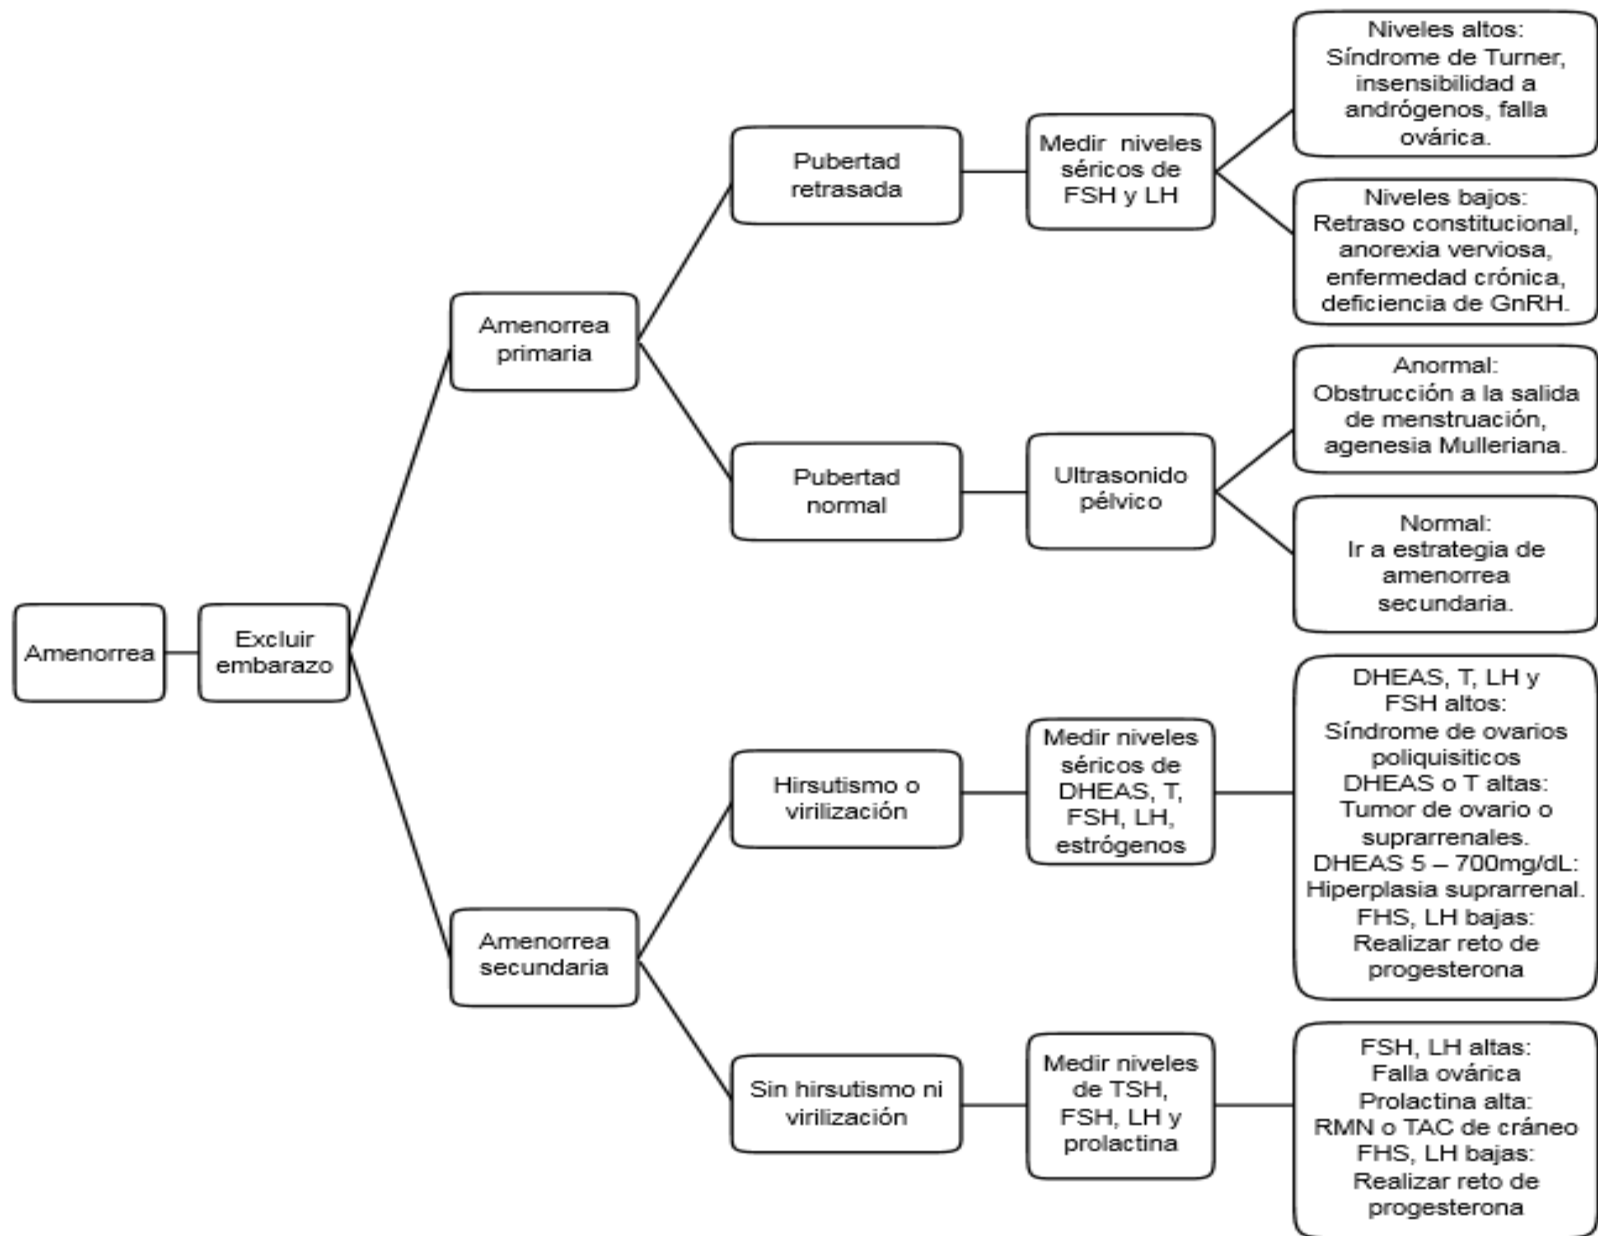 Amenorrea
Excluir
embarazo
Amenorrea
primaria
Pubertad
retrasada
Medir niveles
séricos de
FSH y LH
Niveles altos:
Síndrome de Turner,
insensibilidad a
andrógenos, falla
ovárica.
Niveles bajos:
Retraso constitucional,
anorexia verviosa,
enfermedad crónica,
deficiencia de GnRH.
Pubertad
normal
Ultrasonido
pélvico
Anormal:
Obstrucción a la salida
de menstruación,
agenesia Mulleriana.
Normal:
Ir a estrategia de
amenorrea
secundaria.
Amenorrea
secundaria
Hirsutismo o
virilización
Medir niveles
séricos de
DHEAS, T,
FSH, LH,
estrógenos
DHEAS, T, LH y
FSH altos:
Síndrome de ovarios
poliquisiticos
DHEAS o T altas:
Tumor de ovario o
suprarrenales.
DHEAS 5 – 700mg/dL:
Hiperplasia suprarrenal.
FHS, LH bajas:
Realizar reto de
progesterona
Sin hirsutismo ni
virilización
Medir niveles
de TSH,
FSH, LH y
prolactina
FSH, LH altas:
Falla ovárica
Prolactina alta:
RMN o TAC de cráneo
FHS, LH bajas:
Realizar reto de
progesterona